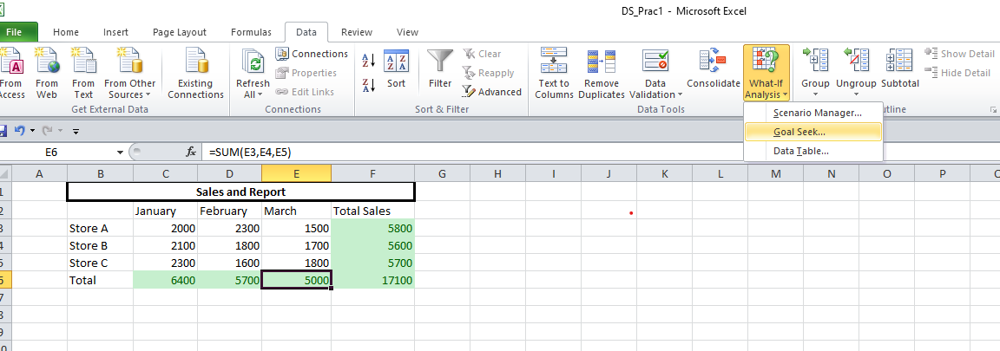 DS_Prac1 - Microsoft Excel
File Home Insert Page Layout Formulas Data Review View
From Access
From Web
From Text
From Other Sources
Existing Connections
Get External Data
Refresh All
Connections
Properties
Edit Links
Connections
Sort
Filter
Clear
Reapply
Advanced
Sort & Filter
Text to Columns
Remove Duplicates
Data Validation
Consolidate
What-If Analysis
Data Tools
Group
Ungroup
Subtotal
Show Detail
Hide Detail
utline
Scenario Manager...
Goal Seek...
Data Table...
E6 fx =SUM(E3,E4,E5)
A B C D E F G H I J K L M N O P
1 Sales and Report
2 January February March Total Sales
3 Store A 2000 2300 1500 5800
4 Store B 2100 1800 1700 5600
5 Store C 2300 1600 1800 5700
6 Total 6400 5700 5000 17100
7
8
9
10